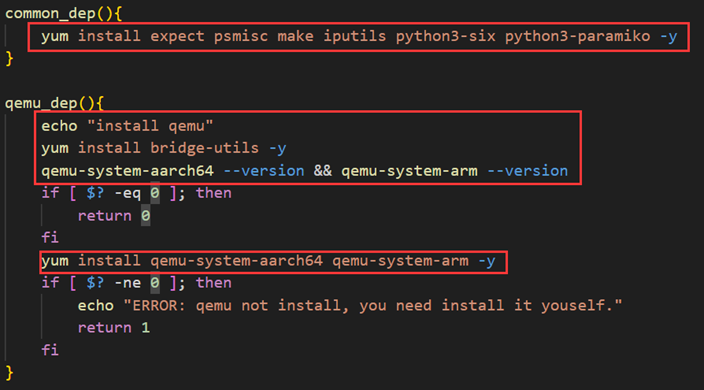 common_dep(){
yum install expect psmisc make iputils python3-six python3-paramiko -y
}
qemu_dep(){
echo "install qemu"
yum install bridge-utils -y
qemu-system-aarch64 --version && qemu-system-arm --version
if [ $? -eq 0 ]; then
return 0
fi
yum install qemu-system-aarch64 qemu-system-arm -y
if [ $? -ne 0 ]; then
echo "ERROR: qemu not install, you need install it youself."
return 1
fi
}